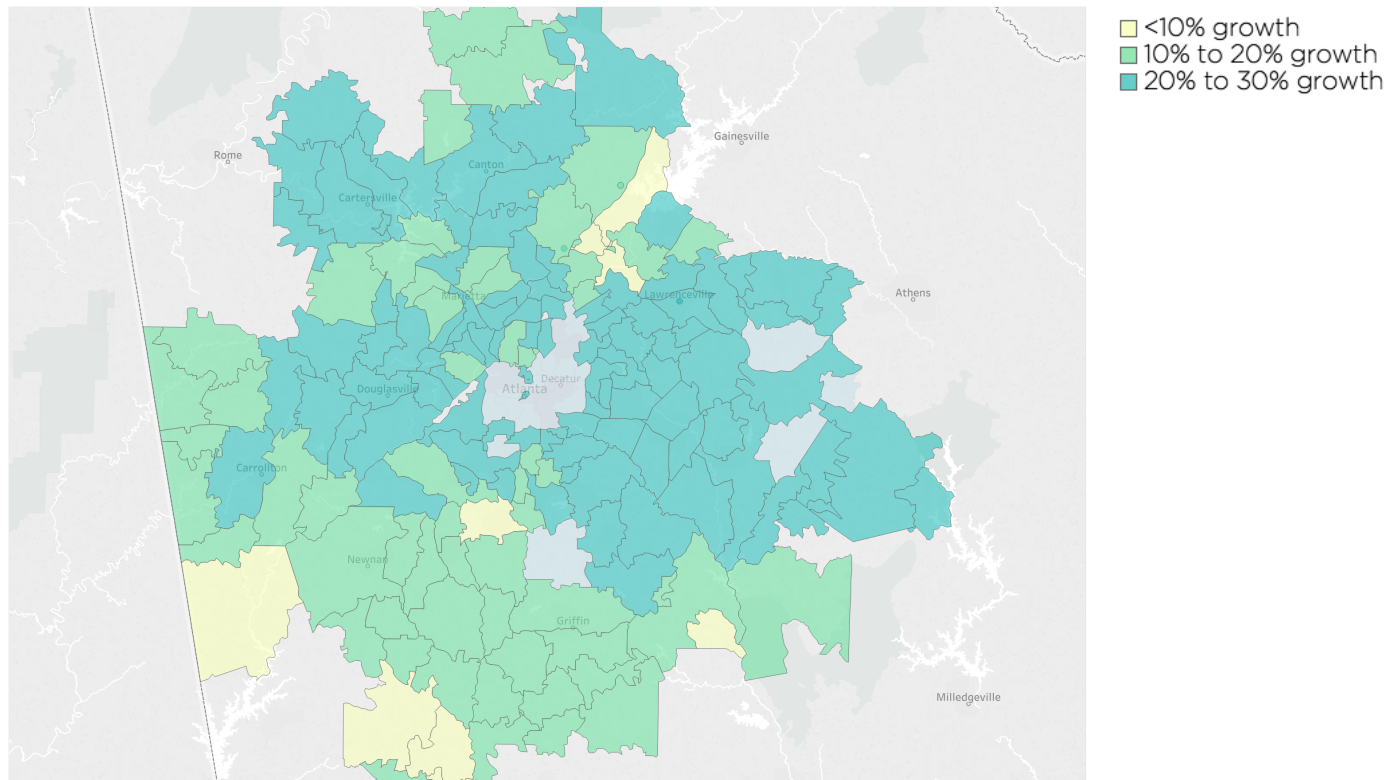 <10% growth
10% to 20% growth
20% to 30% growth
Gainesville
Rome
Canton
Cartersville
Athens
Marietta
Lawrenceville
Decatur
Douglasville
Atlanta
Carrollton
Newnan
Griffin
Milledgeville